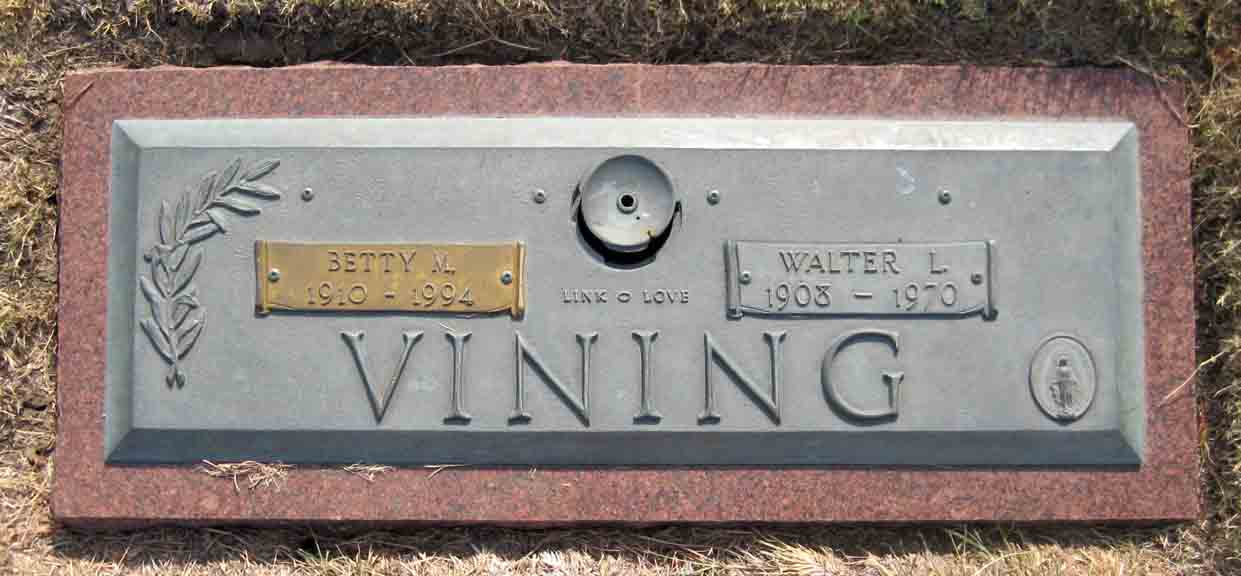 BETTY M.
1910 - 1994
LINK O LOVE
WALTER L.
1908 - 1970
VINING